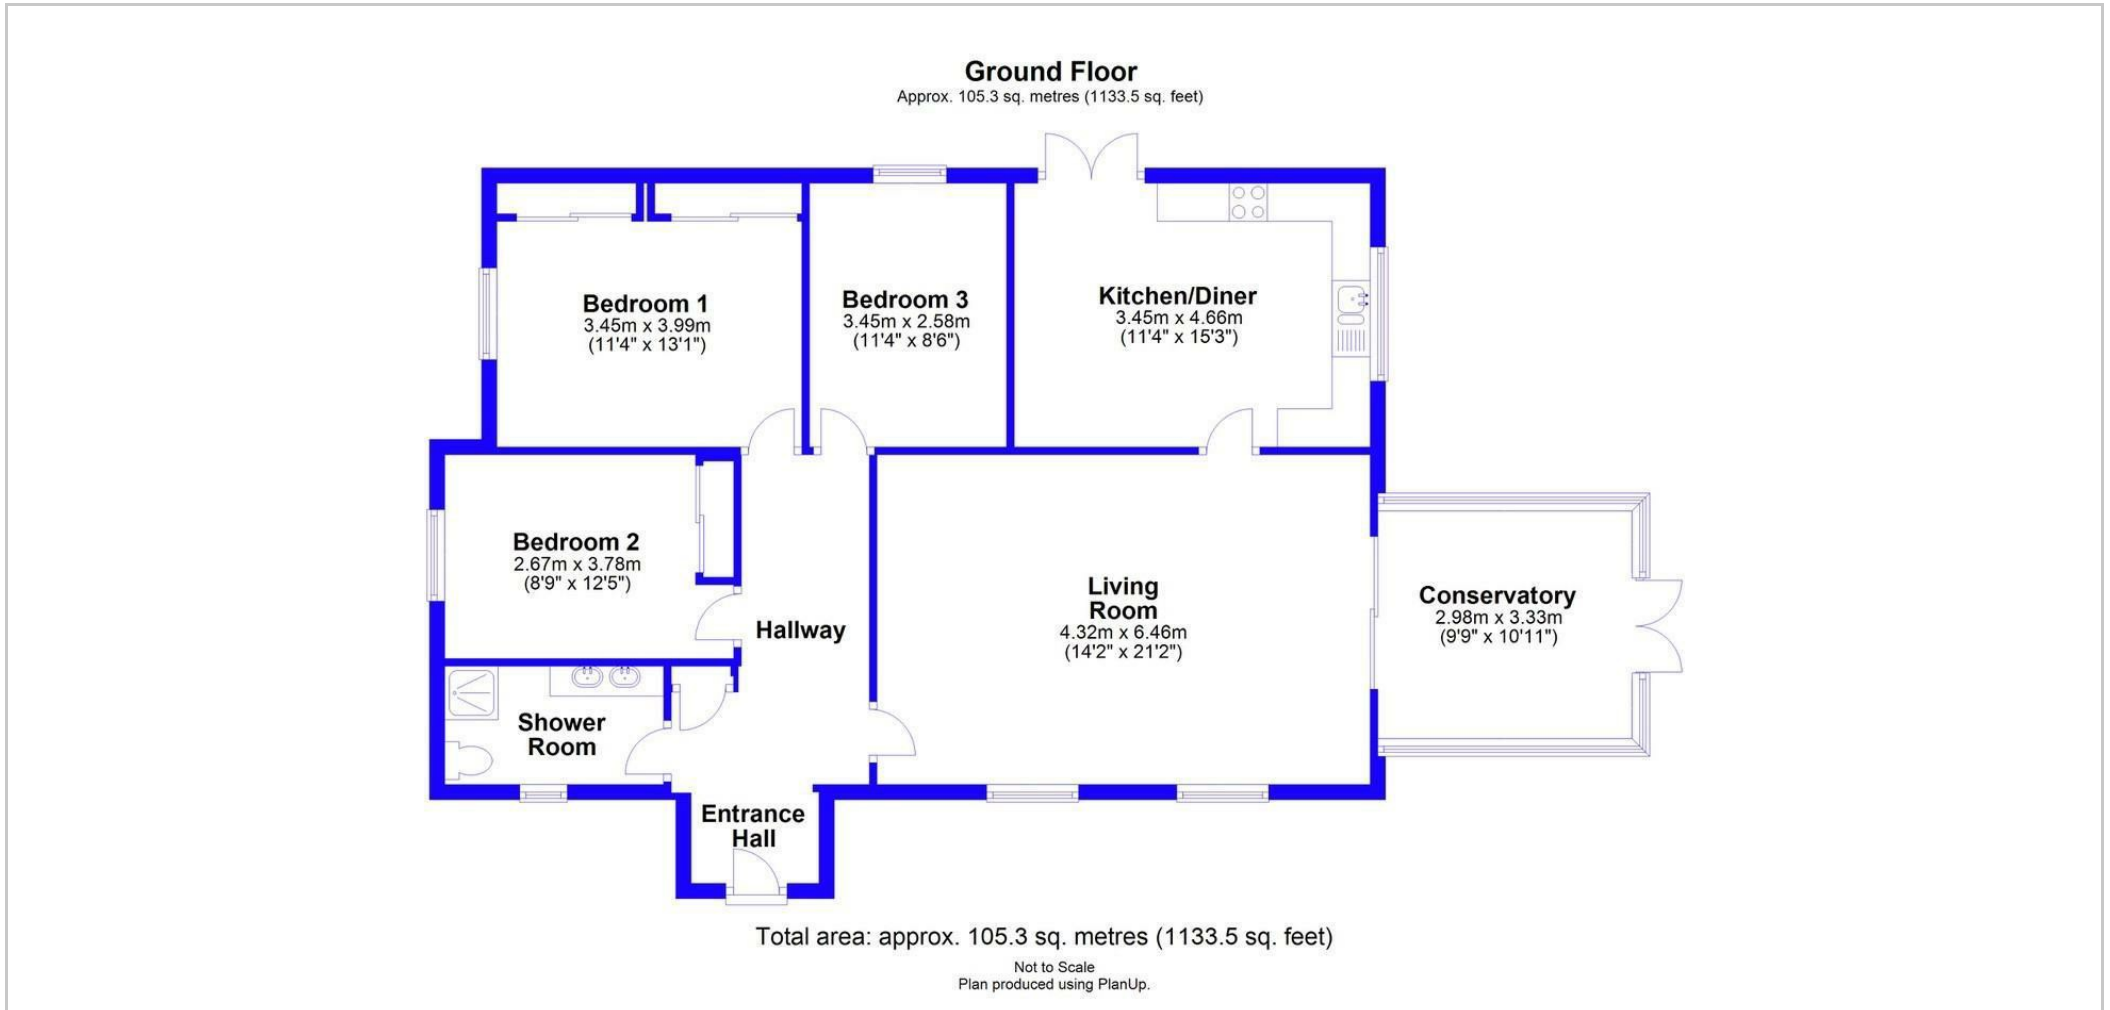 Ground Floor
Approx. 105.3 sq. metres (1133.5 sq. feet)
Bedroom 1
3.45m x 3.99m
(11'4" x 13'1")
Bedroom 3
3.45m x 2.58m
(11'4" x 8'6")
Kitchen/Diner
3.45m x 4.66m
(11'4" x 15'3")
Bedroom 2
2.67m x 3.78m
(8'9" x 12'5")
Hallway
Living
Room
4.32m x 6.46m
(14'2" x 21'2")
Conservatory
2.98m x 3.33m
(9'9" x 10'11")
Shower
Room
Entrance
Hall
Total area: approx. 105.3 sq. metres (1133.5 sq. feet)
Not to Scale
Plan produced using PlanUp.